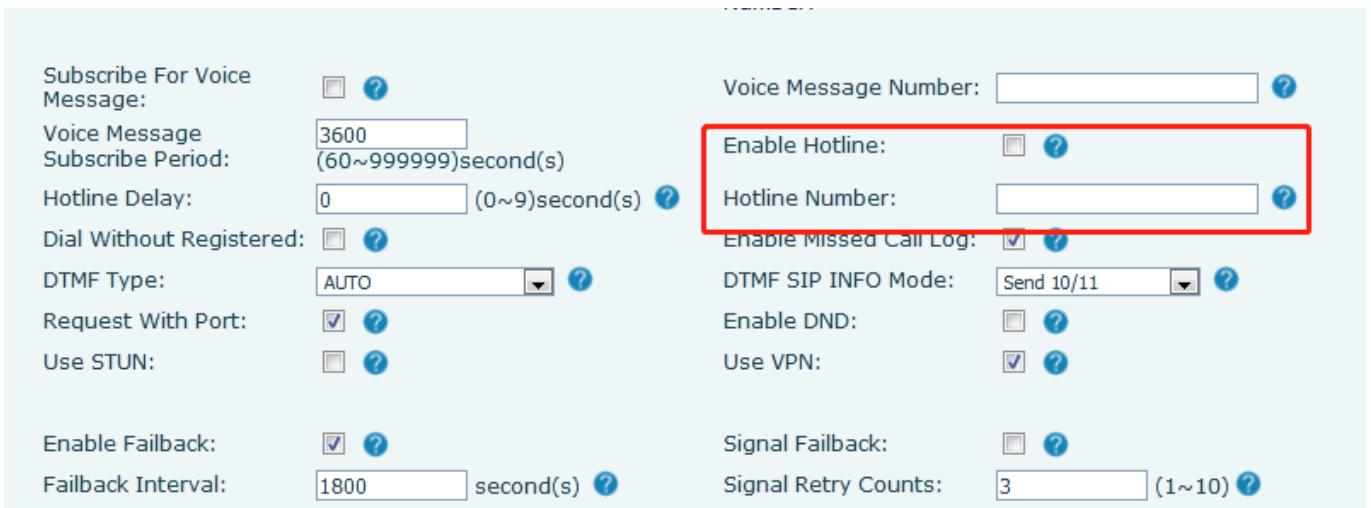 Subscribe For Voice
Message:
Voice Message Number:
Voice Message
Subscribe Period:
3600
(60~999999)second(s)
Enable Hotline:
Hotline Delay: 0 (0~9)second(s)
Hotline Number:
Dial Without Registered:
Enable Missed Call Log:
DTMF Type: AUTO
DTMF SIP INFO Mode: Send 10/11
Request With Port:
Enable DND:
Use STUN:
Use VPN:
Enable Failback:
Signal Failback:
Failback Interval: 1800 second(s)
Signal Retry Counts: 3 (1~10)